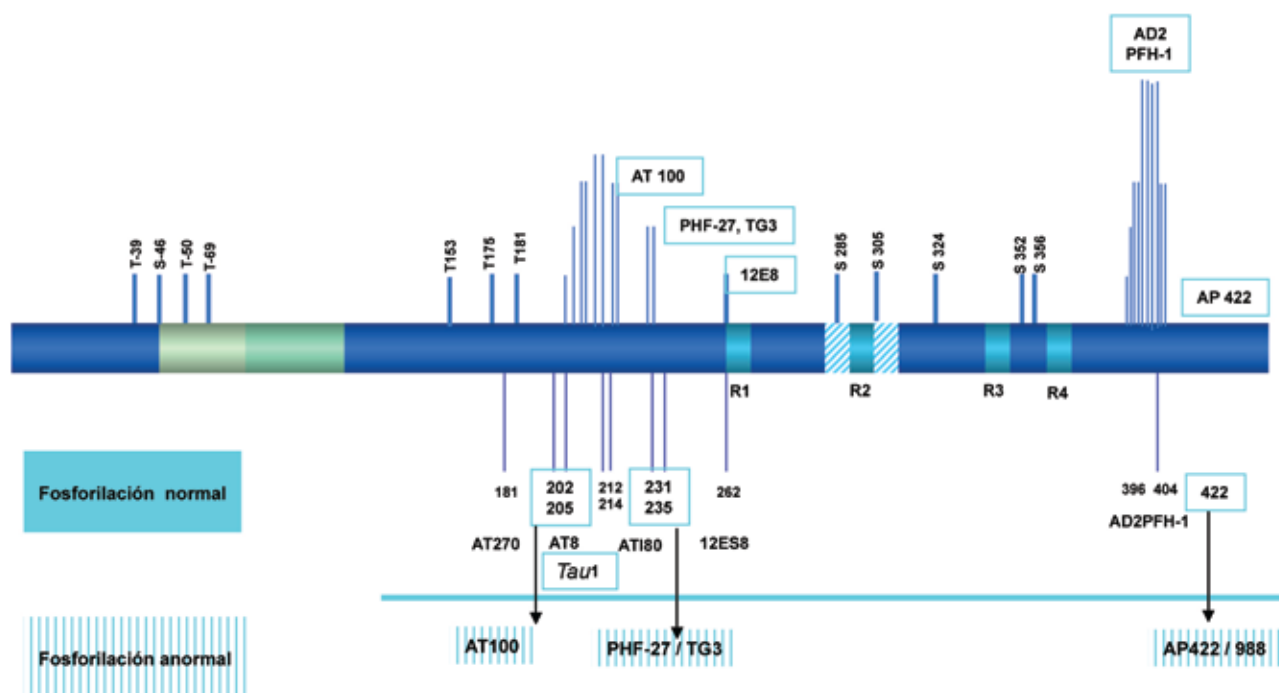 AD2
PFH-1
AT 100
PHF-27, TG3
12E8
AP 422
T-39
S-46
T-50
T-69
T153
T175
T181
S 285
S 305
S 324
S 352
S 356
R1
R2
R3
R4
Fosforilación normal
181
202
205
212
214
231
235
262
396
404
422
AT270
AT8
ATI80
12ES8
AD2PFH-1
Tau1
Fosforilación anormal
AT100
PHF-27 / TG3
AP422 / 988